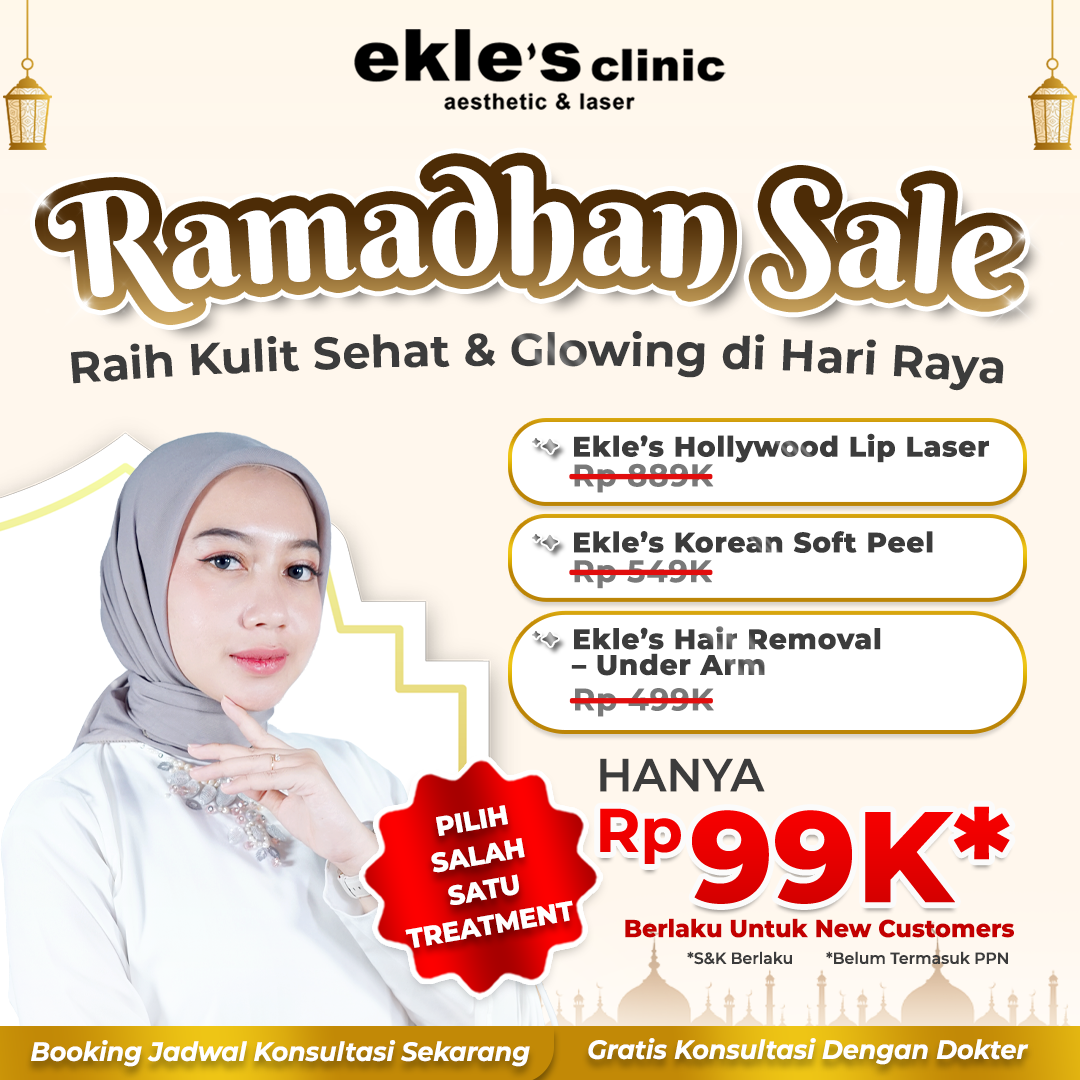 ekle's clinic
aesthetic & laser
Ramadhan Sale
Raih Kulit Sehat & Glowing di Hari Raya
Ekle's Hollywood Lip Laser
Rp 889K
Ekle's Korean Soft Peel
Rp 549K
Ekle's Hair Removal
– Under Arm
Rp 499K
PILIH
SALAH
SATU
TREATMENT
HANYA
Rp 99K*
Berlaku Untuk New Customers
*S&K Berlaku *Belum Termasuk PPN
Booking Jadwal Konsultasi Sekarang
Gratis Konsultasi Dengan Dokter